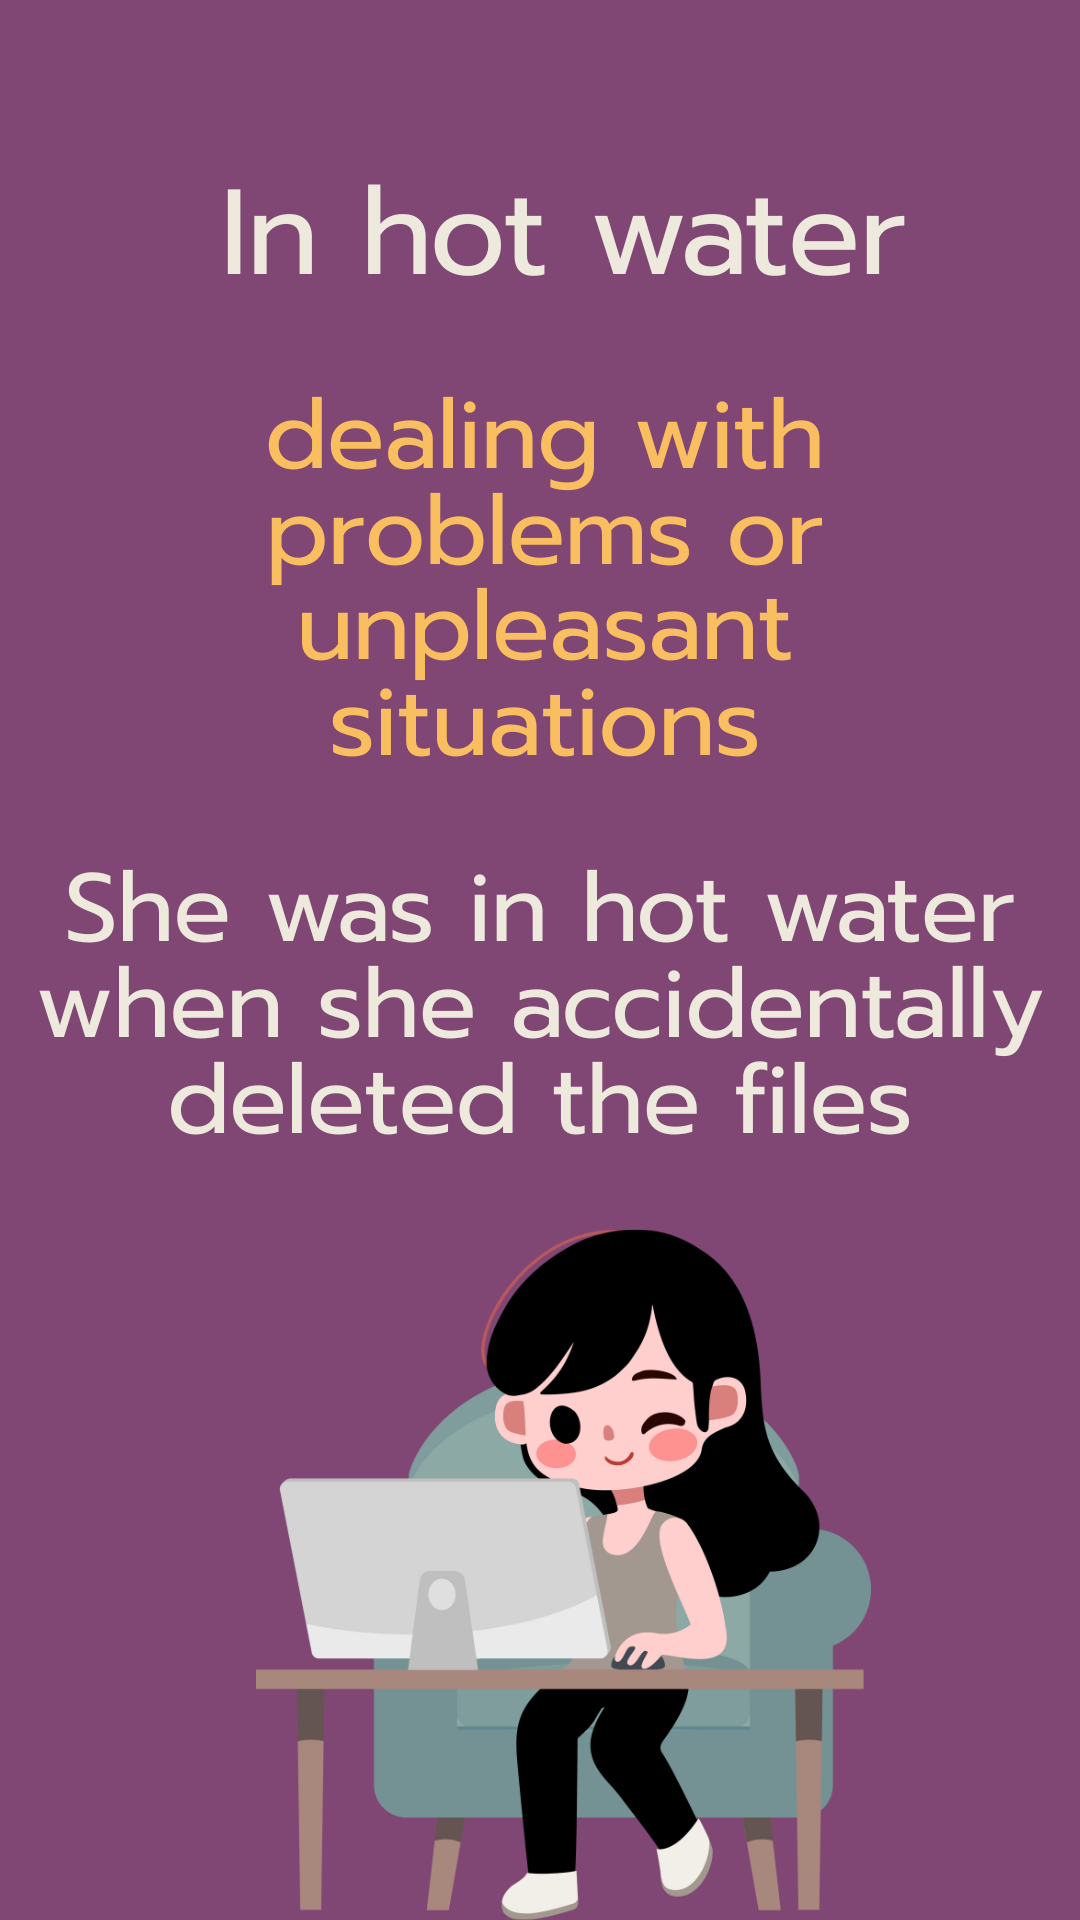 In hot water
dealing with
problems or
unpleasant
situations
She was in hot water
when she accidentally
deleted the files